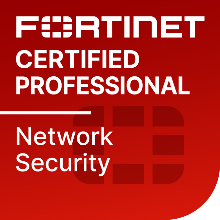 FORTINET
CERTIFIED
PROFESSIONAL
Network
Security